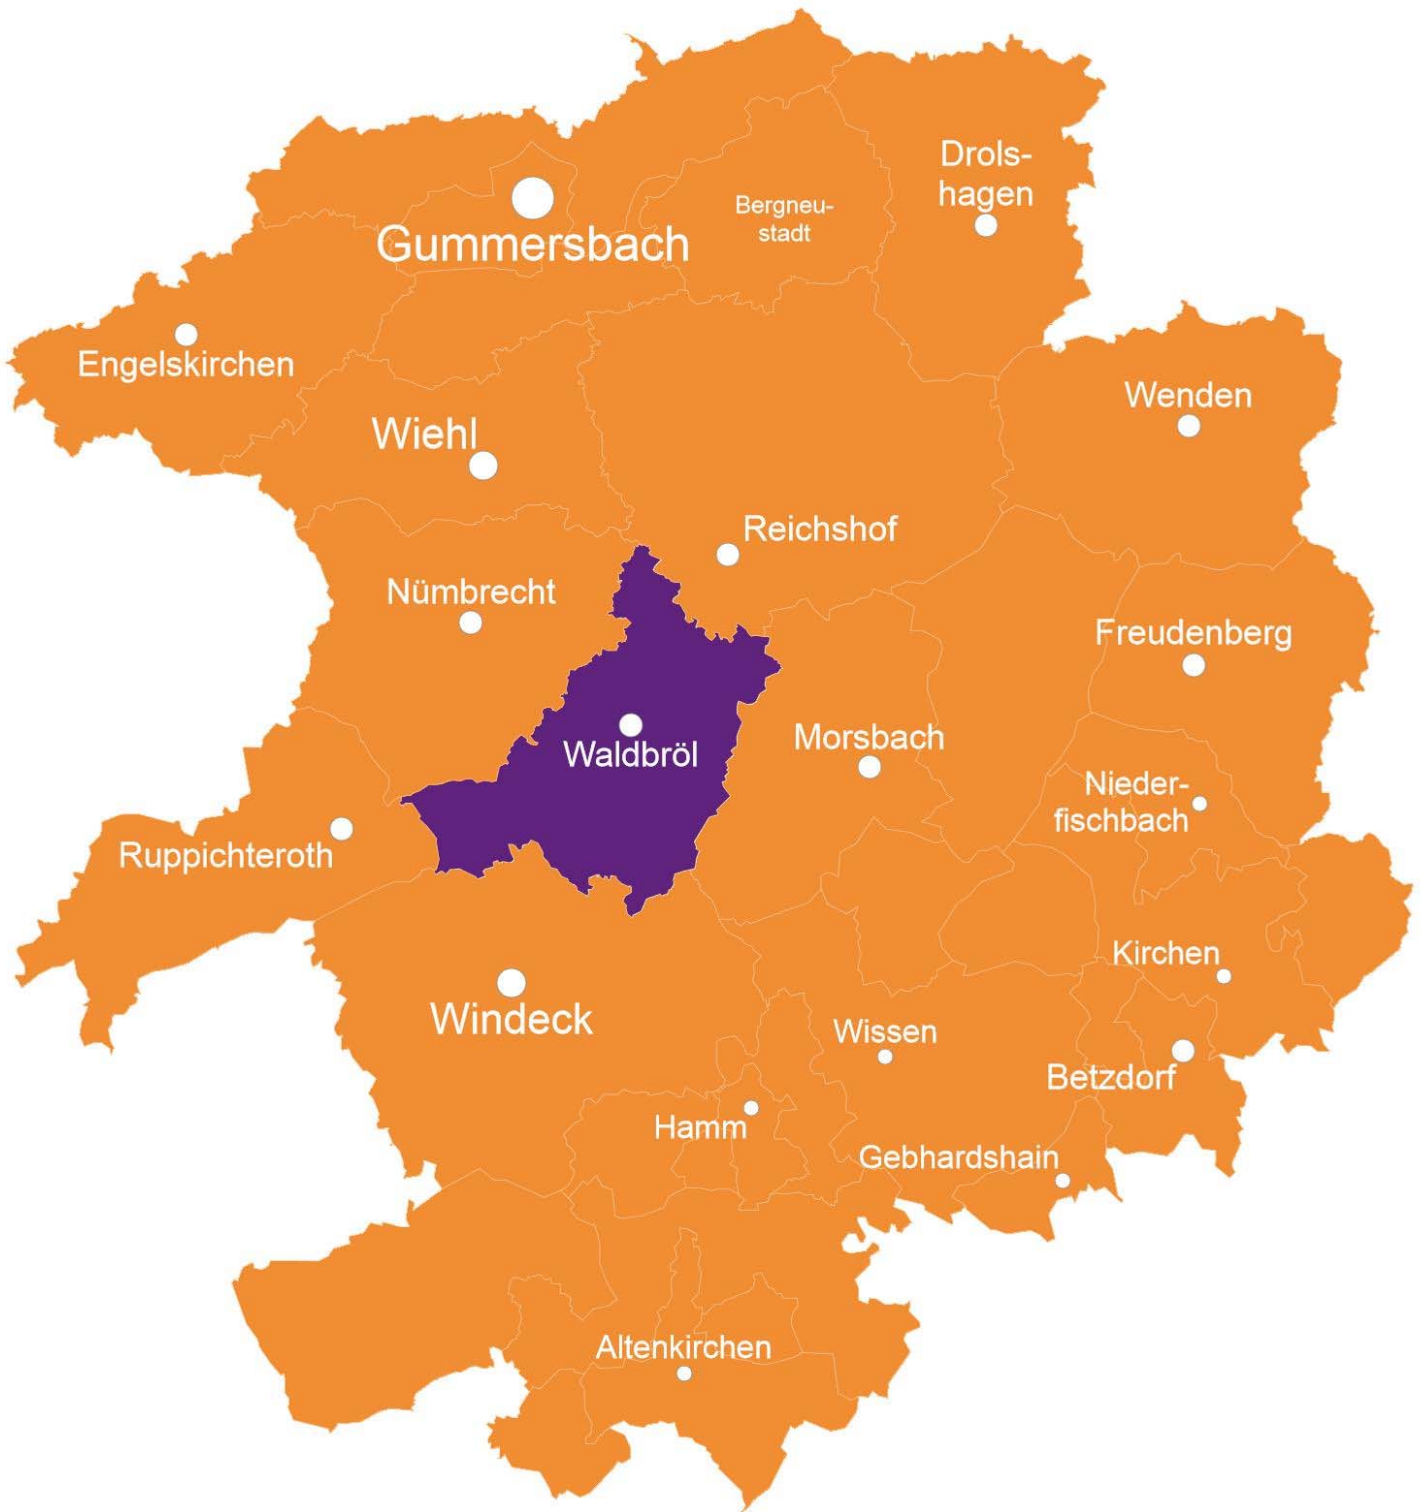 Drols-
hagen
Bergneu-
stadt
Gummersbach
Engelskirchen
Wenden
Wiehl
Reichshof
Nümbrecht
Freudenberg
Morsbach
Waldbröl
Nieder-
fischbach
Ruppichteroth
Kirchen
Windeck
Wissen
Betzdorf
Hamm
Gebhardshain
Altenkirchen